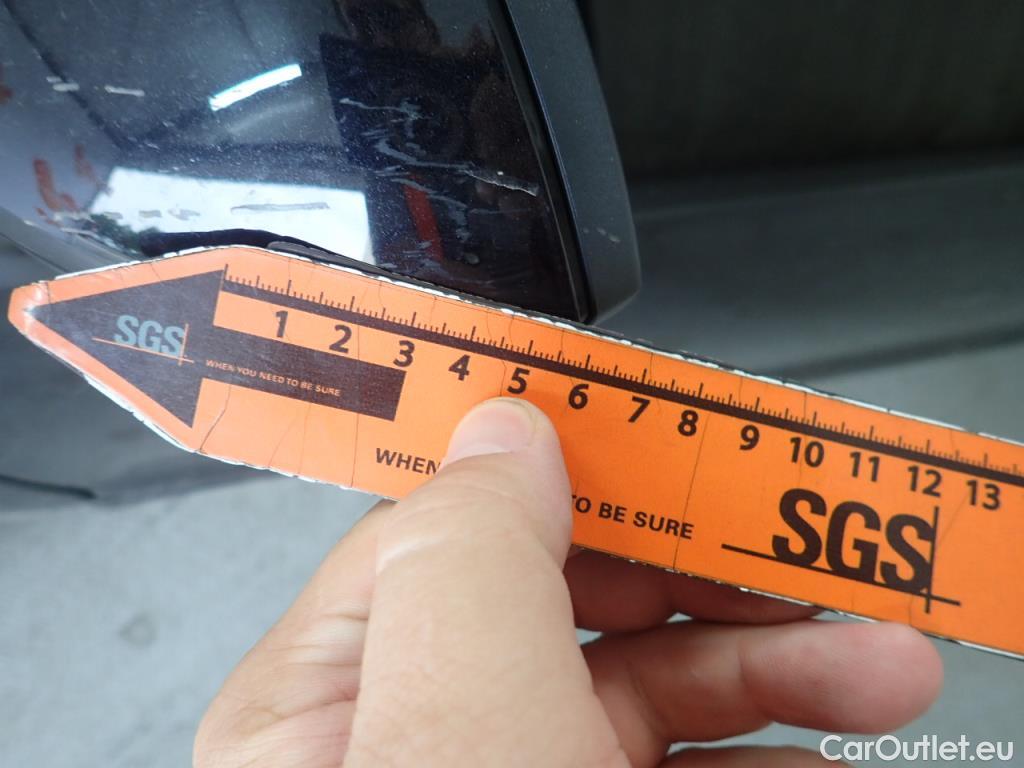 SGS
WHEN YOU NEED TO BE SURE
1 2 3 4 5 6 7 8 9 10 11 12 13
WHEN TO BE SURE
SGS
CarOutlet.eu